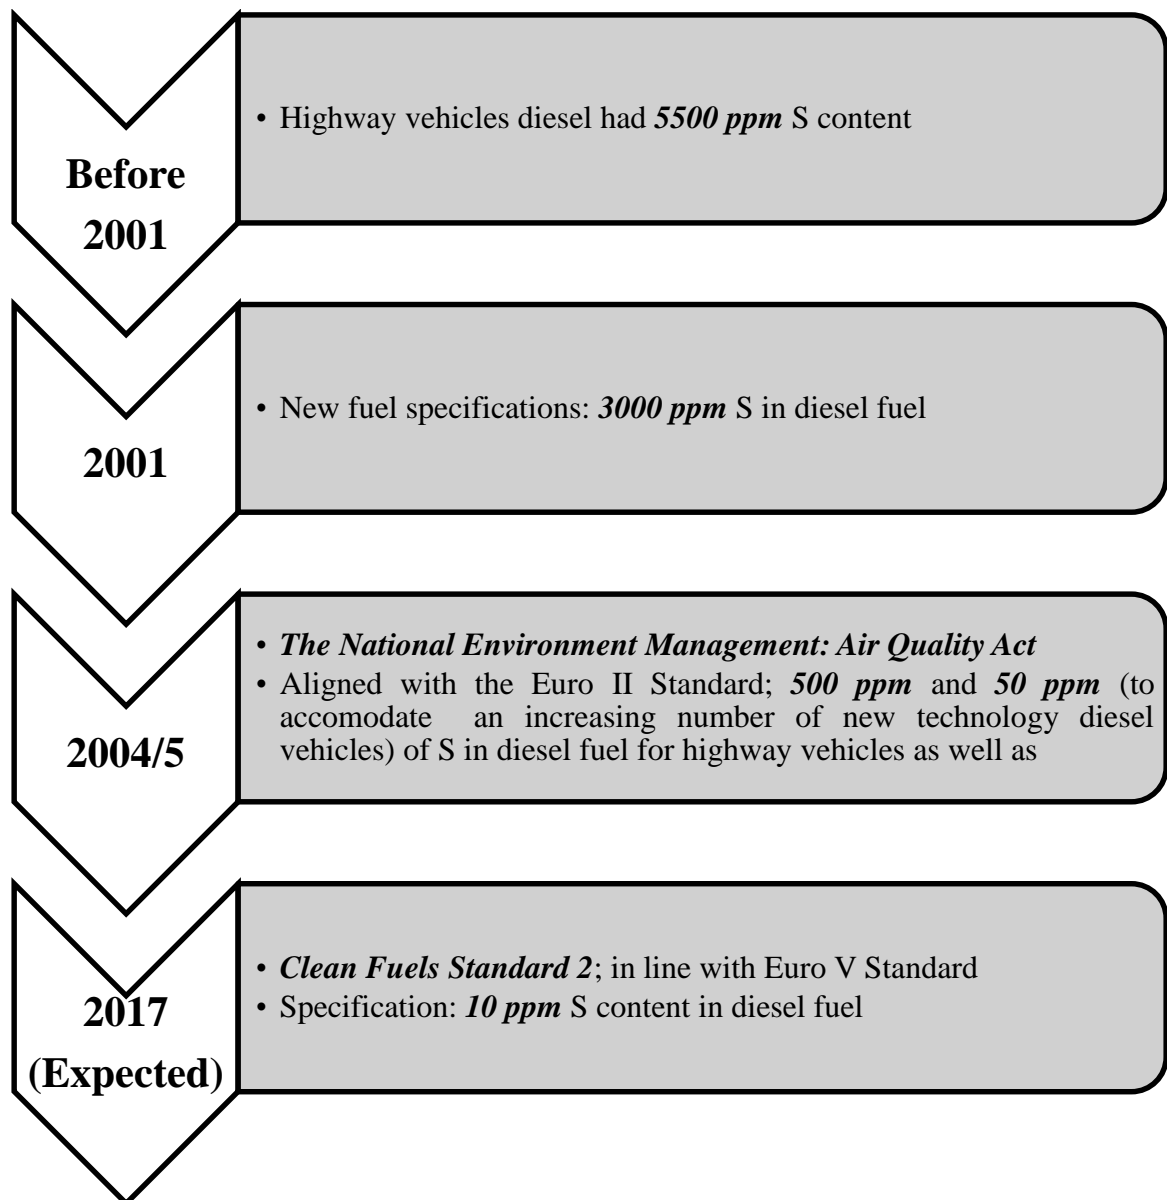 Before
2001
• Highway vehicles diesel had 5500 ppm S content
2001
• New fuel specifications: 3000 ppm S in diesel fuel
2004/5
• The National Environment Management: Air Quality Act
• Aligned with the Euro II Standard; 500 ppm and 50 ppm (to
accomodate an increasing number of new technology diesel
vehicles) of S in diesel fuel for highway vehicles as well as
2017
(Expected)
• Clean Fuels Standard 2; in line with Euro V Standard
• Specification: 10 ppm S content in diesel fuel